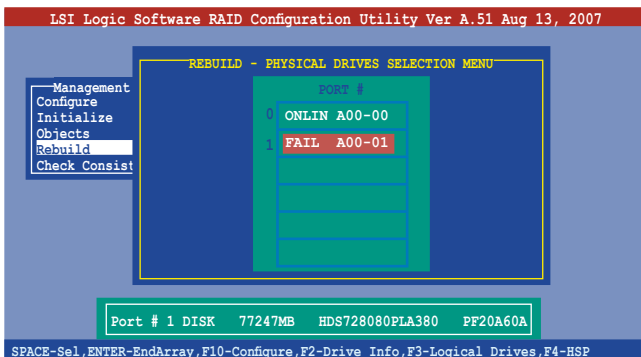 LSI Logic Software RAID Configuration Utility Ver A.51 Aug 13, 2007
REBUILD - PHYSICAL DRIVES SELECTION MENU
PORT #
Management
Configure
Initialize
Objects
Rebuild
Check Consist
0 ONLIN A00-00
1 FAIL A00-01
Port # 1 DISK 77247MB HDS728080PLA380 PF20A60A
SPACE-Sel,ENTER-EndArray,F10-Configure,F2-Drive Info,F3-Logical Drives,F4-HSP